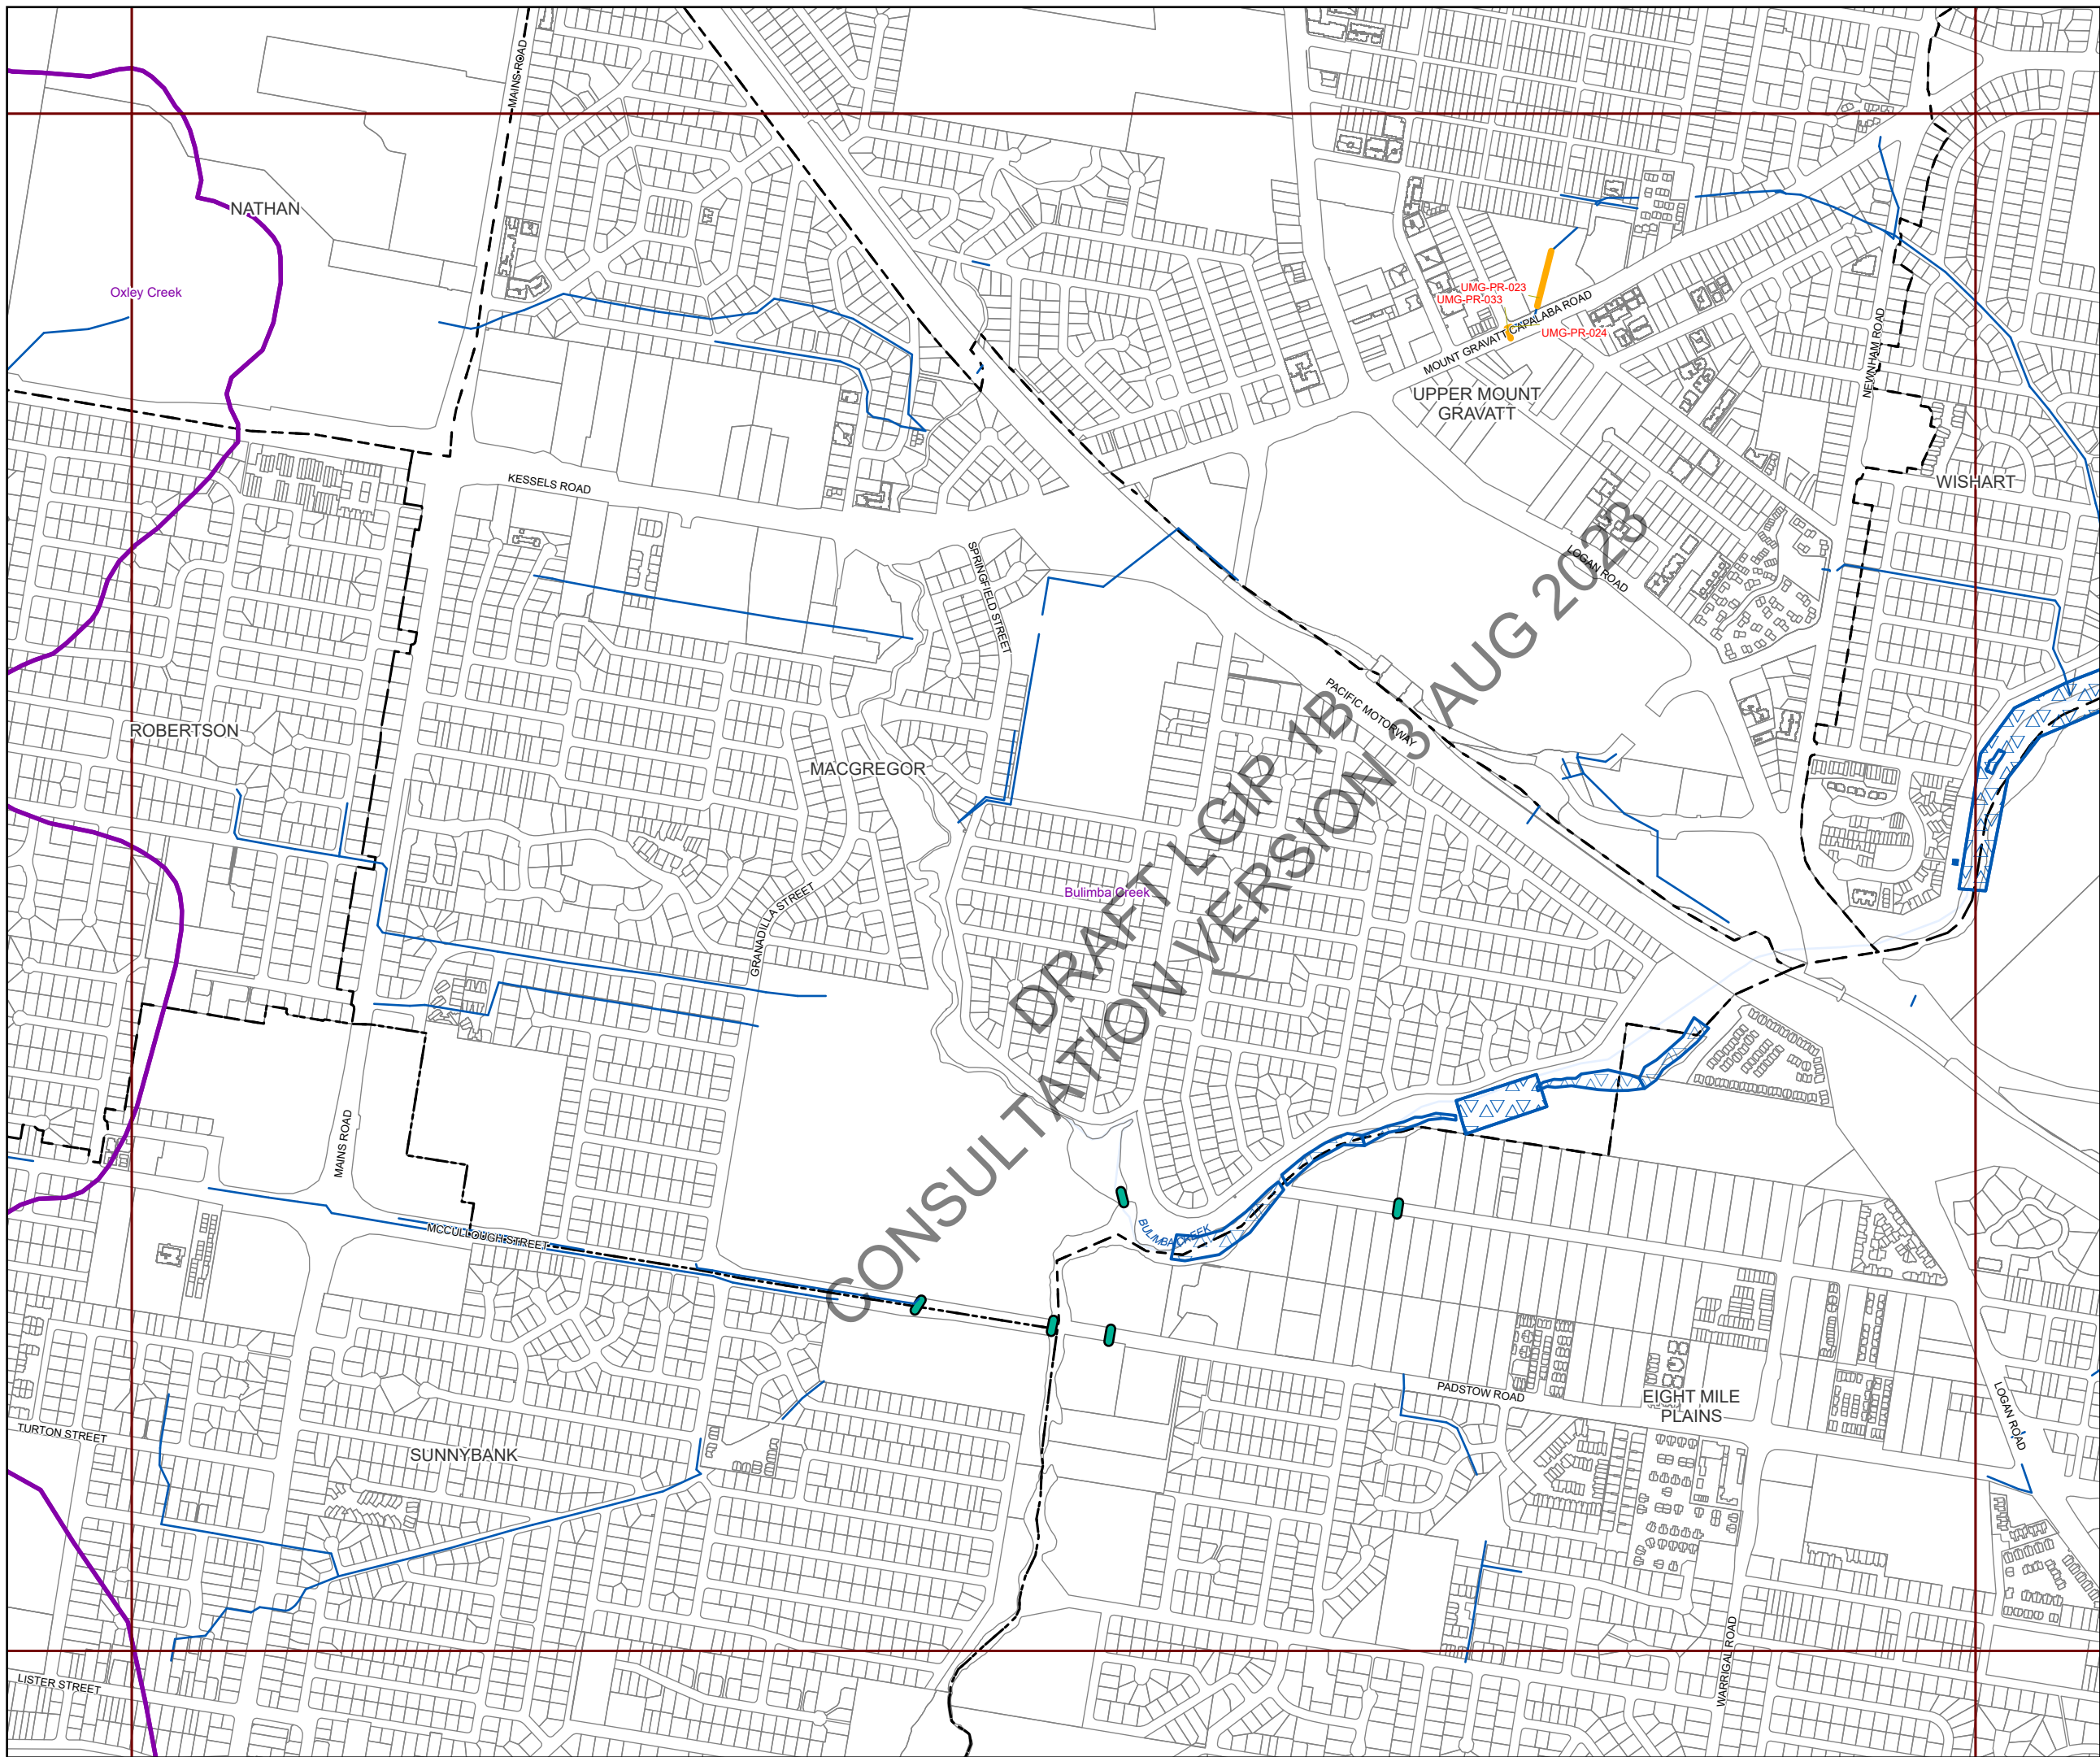 MAINS ROAD
NATHAN
Oxley Creek
UMG-PR-023
UMG-PR-033
UMG-PR-024
MOUNT GRAVATT CAPALABA ROAD
NEWNHAM ROAD
UPPER MOUNT
GRAVATT
KESSELS ROAD
WISHART
SPRINGFIELD STREET
LOGAN ROAD
PACIFIC MOTORWAY
ROBERTSON
MACGREGOR
Bulimba Creek
GRANADILLA STREET
DRAFT LGIP 1B
CONSULTATION VERSION 3 AUG 2023
MAINS ROAD
MCCULLOUGH STREET
BULIMBA CREEK
PADSTOW ROAD
EIGHT MILE
PLAINS
LOGAN ROAD
TURTON STREET
SUNNYBANK
WARRIGAL ROAD
LISTER STREET